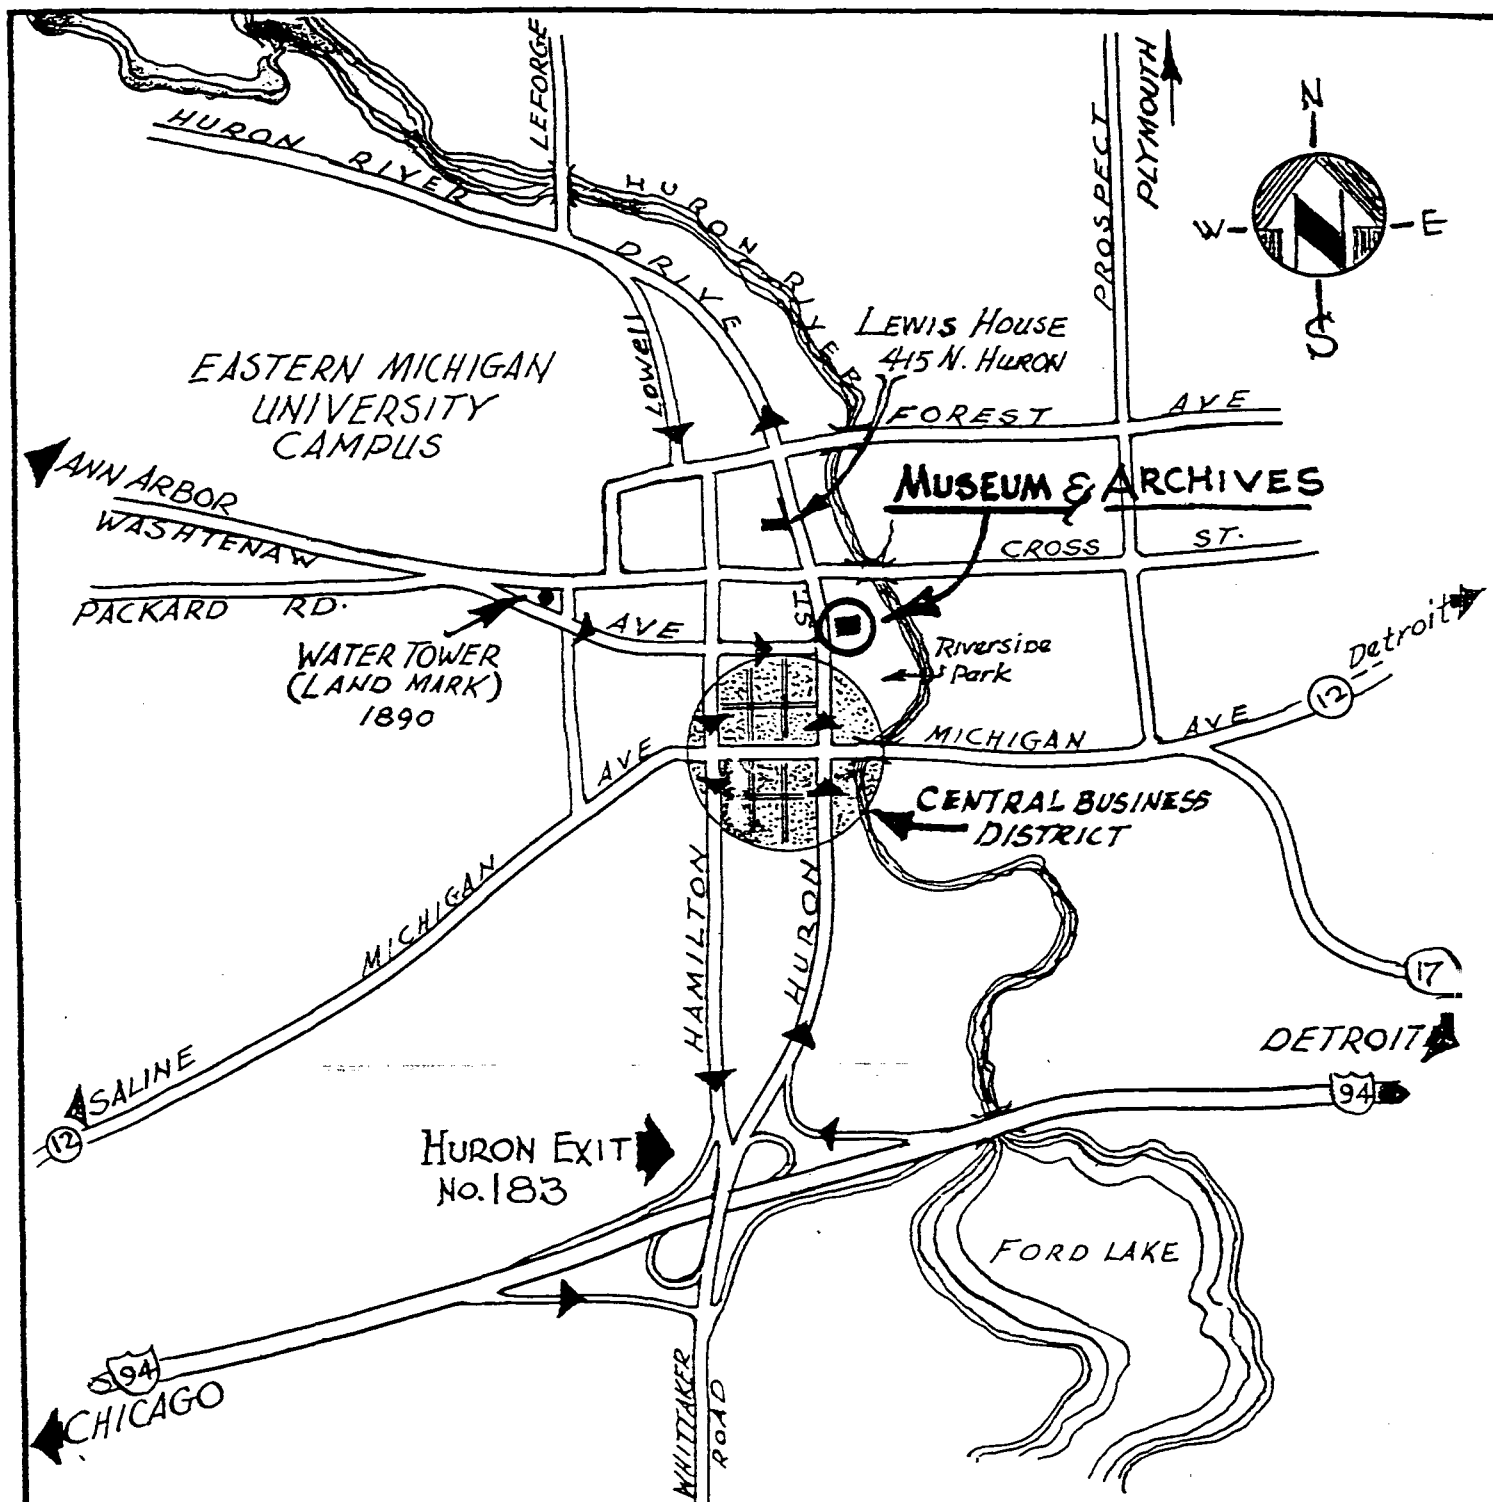 LEFORGE
PROSPECT
PLYMOUTH
N
W
E
S
HURON RIVER DRIVE
HURON RIVER
LEWIS HOUSE
415 N. HURON
LOWELL
EASTERN MICHIGAN
UNIVERSITY
CAMPUS
FOREST AVE
ANN ARBOR
MUSEUM & ARCHIVES
WASHTENAW AVE
CROSS ST.
PACKARD RD.
ST.
WATER TOWER
(LAND MARK)
1890
Riverside
Park
Detroit
12
MICHIGAN AVE
MICHIGAN AVE
CENTRAL BUSINESS
DISTRICT
HAMILTON
HURON
17
DETROIT
SALINE
12
94
HURON EXIT
No. 183
FORD LAKE
94
CHICAGO
WHITTAKER
ROAD